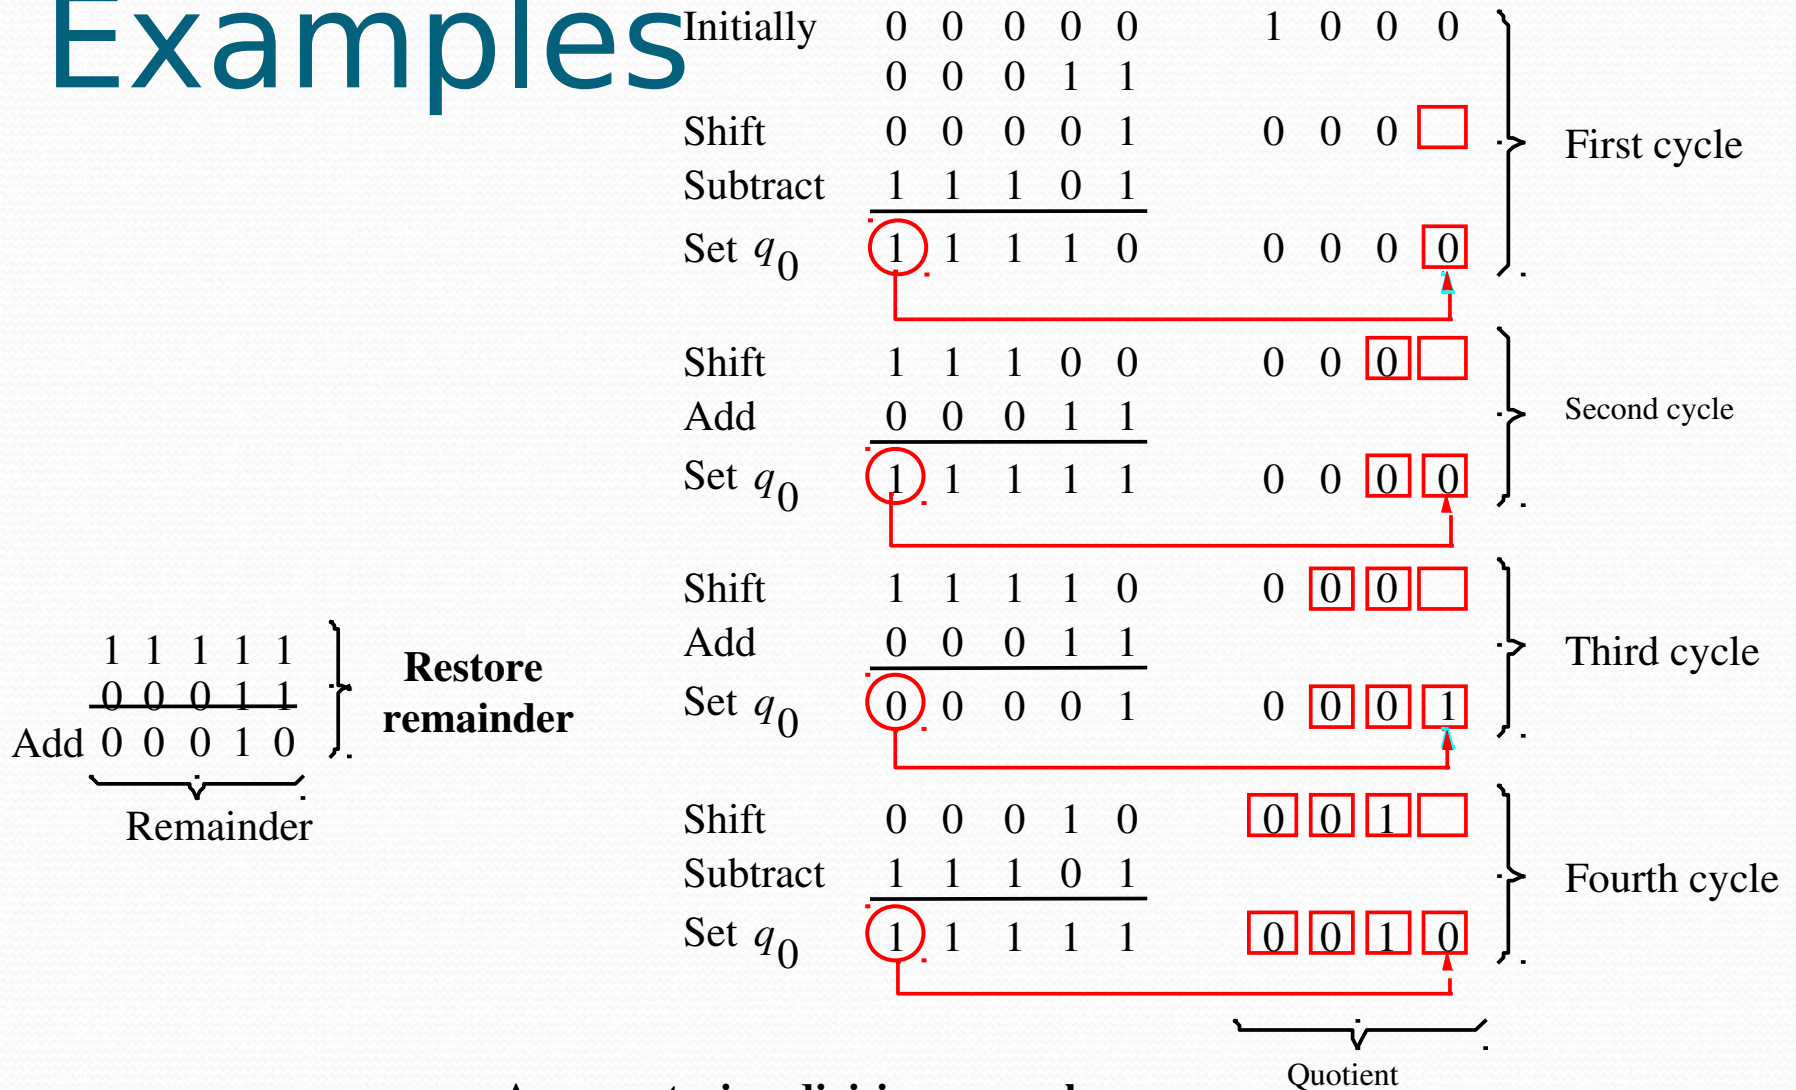 Examples
Initially 0 0 0 0 0 1 0 0 0
0 0 0 1 1
Shift 0 0 0 0 1 0 0 0
Subtract 1 1 1 0 1
Set q0 1 1 1 1 0 0 0 0 0
First cycle
Shift 1 1 1 0 0 0 0 0
Add 0 0 0 1 1
Set q0 1 1 1 1 1 0 0 0 0
Second cycle
Shift 1 1 1 1 0 0 0 0
Add 0 0 0 1 1
Set q0 0 0 0 0 1 0 0 0 1
Third cycle
Shift 0 0 0 1 0 0 0 1
Subtract 1 1 1 0 1
Set q0 1 1 1 1 1 0 0 1 0
Fourth cycle
Quotient
1 1 1 1 1
0 0 0 1 1
Add 0 0 0 1 0
Restore
remainder
Remainder